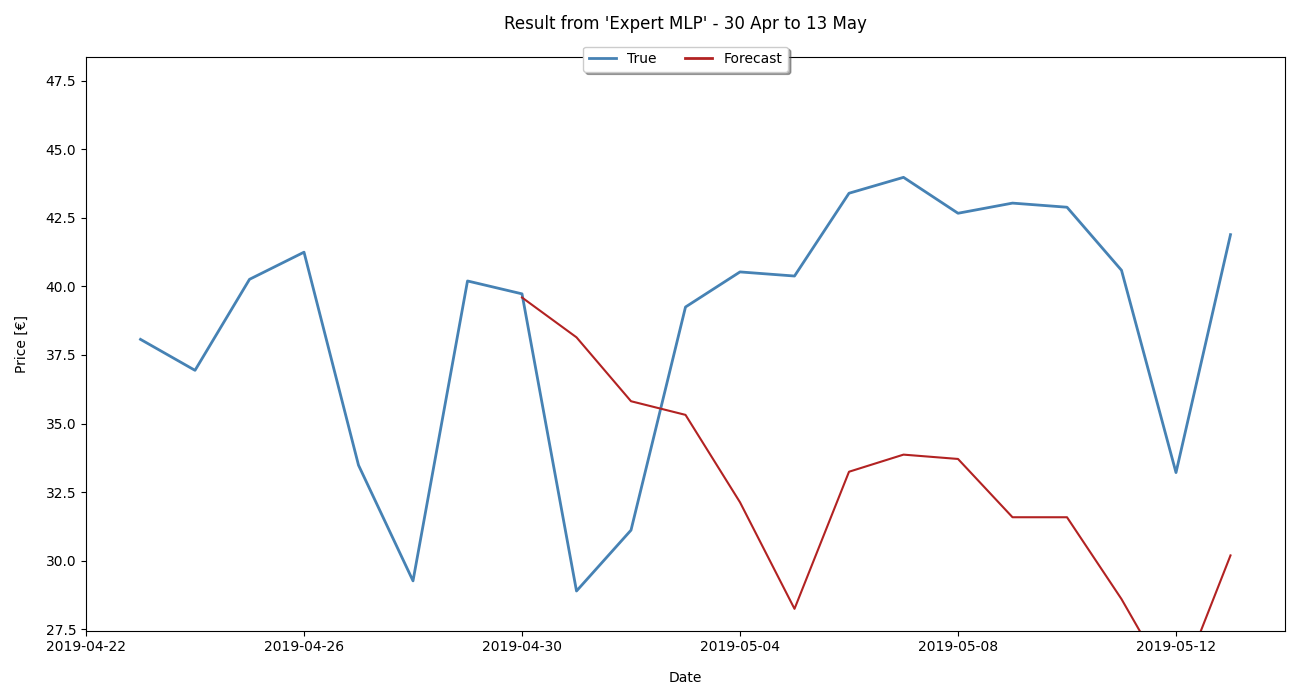 Result from 'Expert MLP' - 30 Apr to 13 May
True Forecast
47.5
45.0
42.5
40.0
37.5
35.0
32.5
30.0
27.5
Price [€]
2019-04-22 2019-04-26 2019-04-30 2019-05-04 2019-05-08 2019-05-12
Date